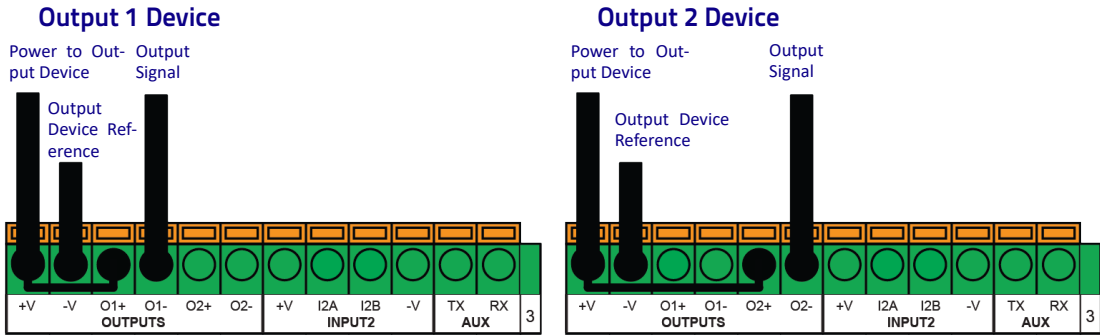 Output 1 Device
Power to Out-
put Device
Output
Signal
Output
Device Ref-
erence
+V -V O1+ O1- O2+ O2- +V I2A I2B -V TX RX
OUTPUTS INPUT2 AUX 3
Output 2 Device
Power to Out-
put Device
Output
Signal
Output Device
Reference
+V -V O1+ O1- O2+ O2- +V I2A I2B -V TX RX
OUTPUTS INPUT2 AUX 3